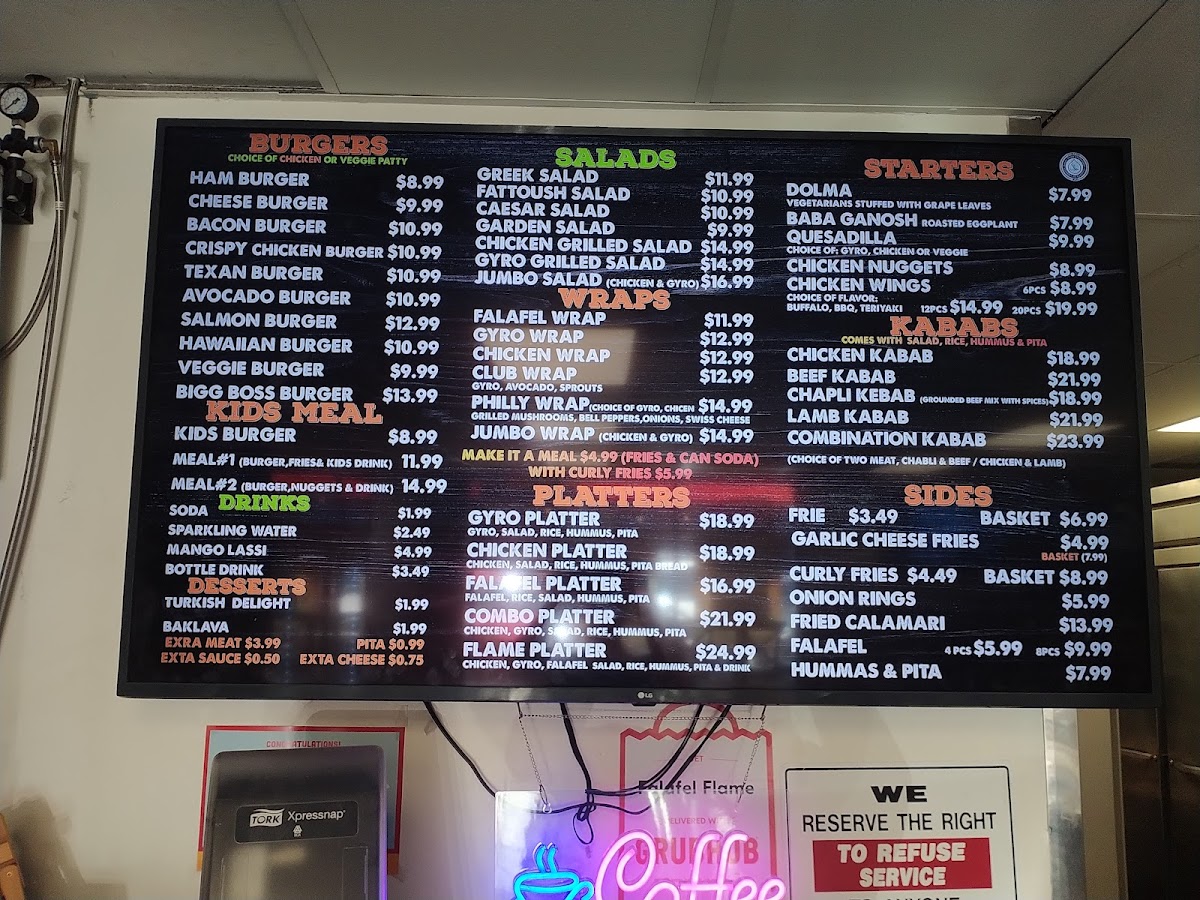 BURGERS
CHOICE OF CHICKEN OR VEGGIE PATTY
HAM BURGER $8.99
CHEESE BURGER $9.99
BACON BURGER $10.99
CRISPY CHICKEN BURGER $10.99
TEXAN BURGER $10.99
AVOCADO BURGER $10.99
SALMON BURGER $12.99
HAWAIIAN BURGER $10.99
VEGGIE BURGER $9.99
BIGG BOSS BURGER $13.99
KIDS MEAL
KIDS BURGER $8.99
MEAL#1 (BURGER,FRIES& KIDS DRINK) 11.99
MEAL#2 (BURGER,NUGGETS & DRINK) 14.99
DRINKS
SODA $1.99
SPARKLING WATER $2.49
MANGO LASSI $4.99
BOTTLE DRINK $3.49
DESSERTS
TURKISH DELIGHT $1.99
BAKLAVA $1.99
EXRA MEAT $3.99 PITA $0.99
EXTA SAUCE $0.50 EXTA CHEESE $0.75
SALADS
GREEK SALAD $11.99
FATTOUSH SALAD $10.99
CAESAR SALAD $10.99
GARDEN SALAD $9.99
CHICKEN GRILLED SALAD $14.99
GYRO GRILLED SALAD $14.99
JUMBO SALAD (CHICKEN & GYRO) $16.99
WRAPS
FALAFEL WRAP $11.99
GYRO WRAP $12.99
CHICKEN WRAP $12.99
CLUB WRAP $12.99
GYRO, AVOCADO, SPROUTS
PHILLY WRAP (CHOICE OF GYRO, CHICEN $14.99
GRILLED MUSHROOMS, BELL PEPPERS,ONIONS, SWISS CHEESE
JUMBO WRAP (CHICKEN & GYRO) $14.99
MAKE IT A MEAL $4.99 (FRIES & CAN SODA)
WITH CURLY FRIES $5.99
PLATTERS
GYRO PLATTER $18.99
GYRO, SALAD, RICE, HUMMUS, PITA
CHICKEN PLATTER $18.99
CHICKEN, SALAD, RICE, HUMMUS, PITA BREAD
FALAFEL PLATTER $16.99
FALAFEL, RICE, SALAD, HUMMUS, PITA
COMBO PLATTER $21.99
CHICKEN, GYRO, SALAD, RICE, HUMMUS, PITA
FLAME PLATTER $24.99
CHICKEN, GYRO, FALAFEL SALAD, RICE, HUMMUS, PITA & DRINK
STARTERS
DOLMA $7.99
VEGETARIANS STUFFED WITH GRAPE LEAVES
BABA GANOSH ROASTED EGGPLANT $7.99
QUESADILLA $9.99
CHOICE OF: GYRO, CHICKEN OR VEGGIE
CHICKEN NUGGETS $8.99
CHICKEN WINGS 6PCS $8.99
CHOICE OF FLAVOR:
BUFFALO, BBQ, TERIYAKI 12PCS $14.99 20PCS $19.99
KABABS
COMES WITH SALAD, RICE, HUMMUS & PITA
CHICKEN KABAB $18.99
BEEF KABAB $21.99
CHAPLI KEBAB (GROUNDED BEEF MIX WITH SPICES) $18.99
LAMB KABAB $21.99
COMBINATION KABAB $23.99
(CHOICE OF TWO MEAT, CHABLI & BEEF / CHICKEN & LAMB)
SIDES
FRIE $3.49 BASKET $6.99
GARLIC CHEESE FRIES $4.99
BASKET (7.99)
CURLY FRIES $4.49 BASKET $8.99
ONION RINGS $5.99
FRIED CALAMARI $13.99
FALAFEL 4 PCS $5.99 8PCS $9.99
HUMMAS & PITA $7.99
LG
CONGRATULATIONS!
TORK Xpressnap
GET
Falafel Flame
DELIVERED WITH
GRUBHUB
Coffee
WE
RESERVE THE RIGHT
TO REFUSE
SERVICE
TO ANYONE